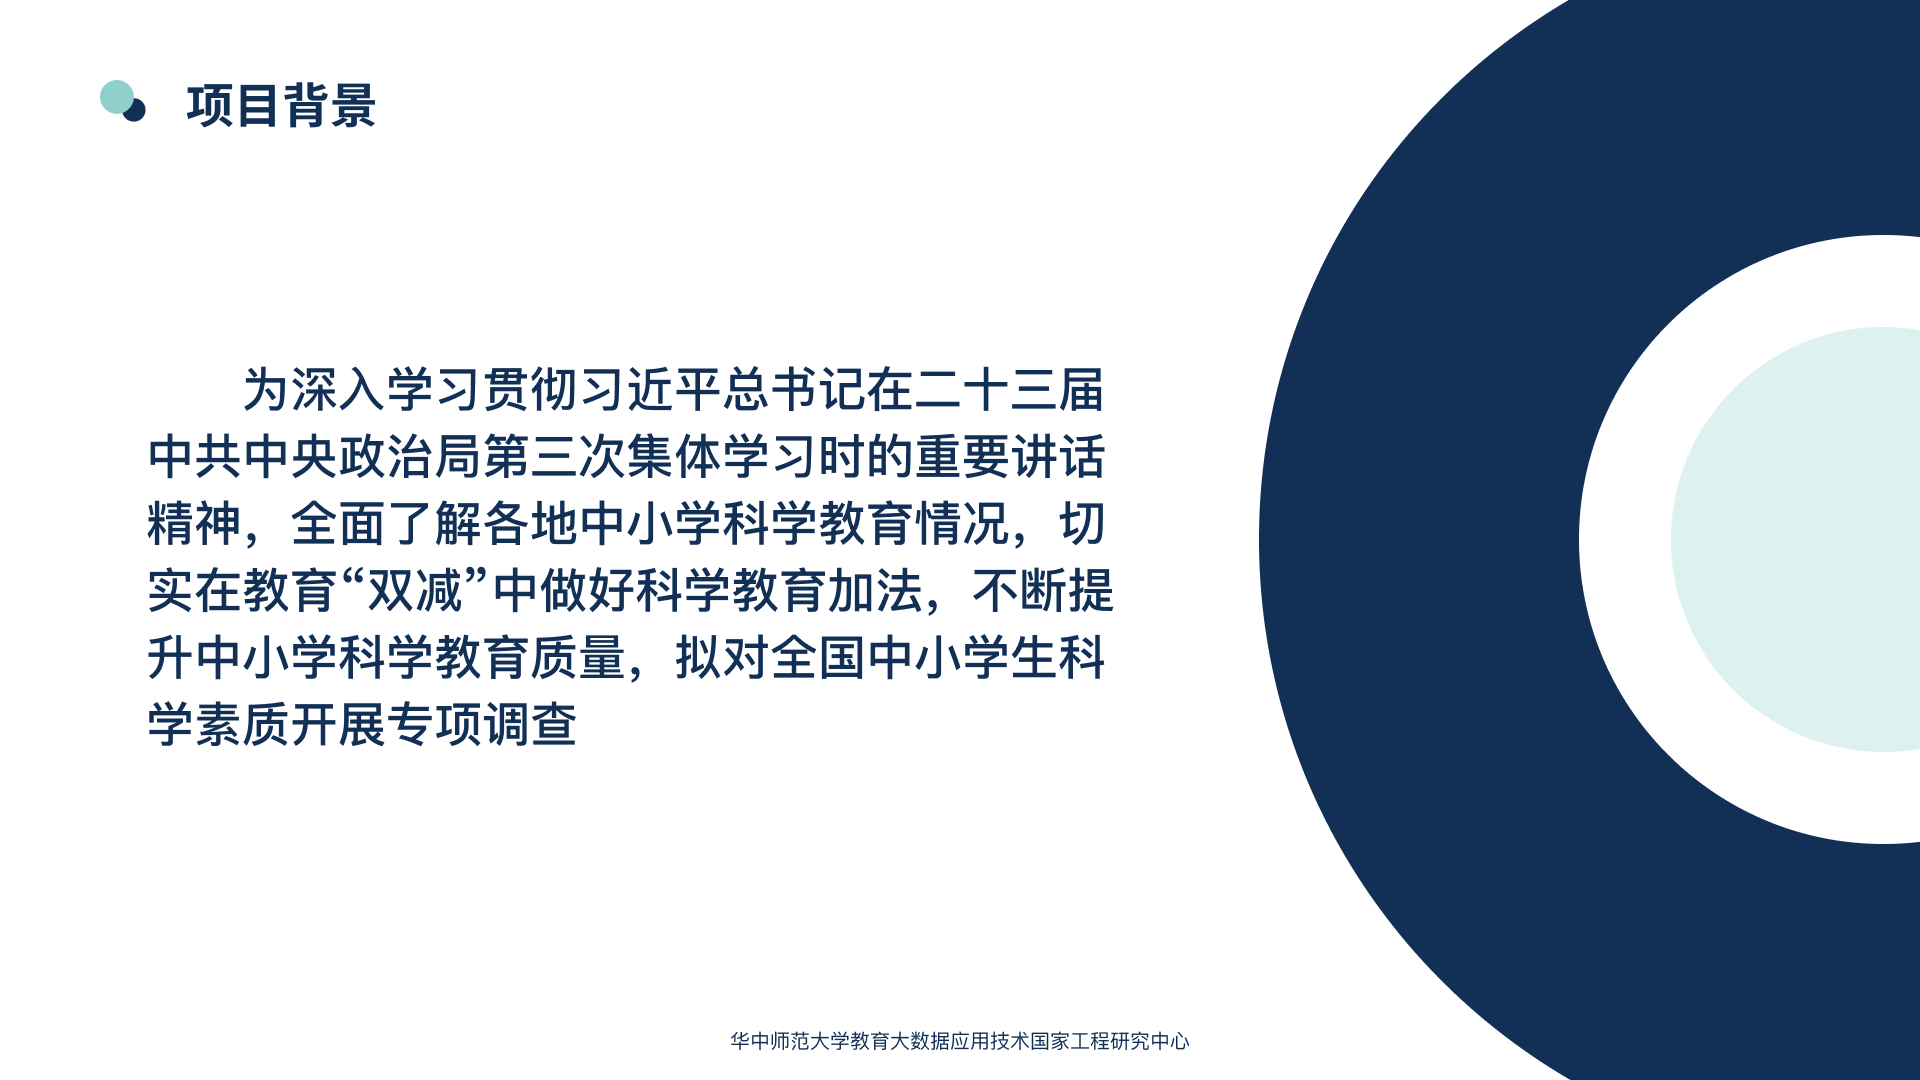 项目背景
为深入学习贯彻习近平总书记在二十三届
中共中央政治局第三次集体学习时的重要讲话
精神，全面了解各地中小学科学教育情况，切
实在教育“双减”中做好科学教育加法，不断提
升中小学科学教育质量，拟对全国中小学生科
学素质开展专项调查
华中师范大学教育大数据应用技术国家工程研究中心